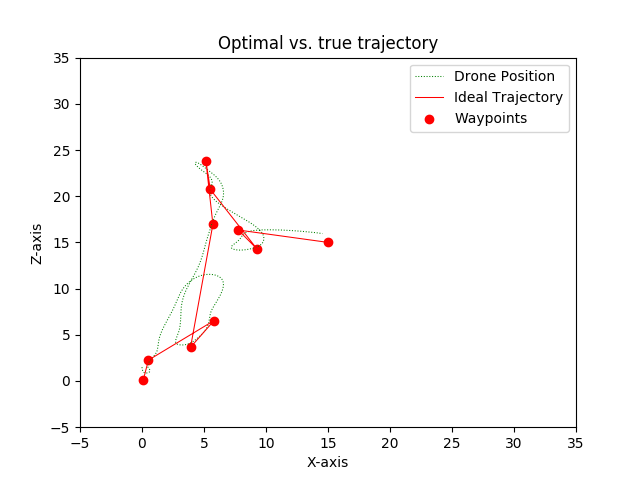 Optimal vs. true trajectory
Drone Position
Ideal Trajectory
Waypoints
35
30
25
20
15
10
5
0
−5
Z-axis
−5 0 5 10 15 20 25 30 35
X-axis